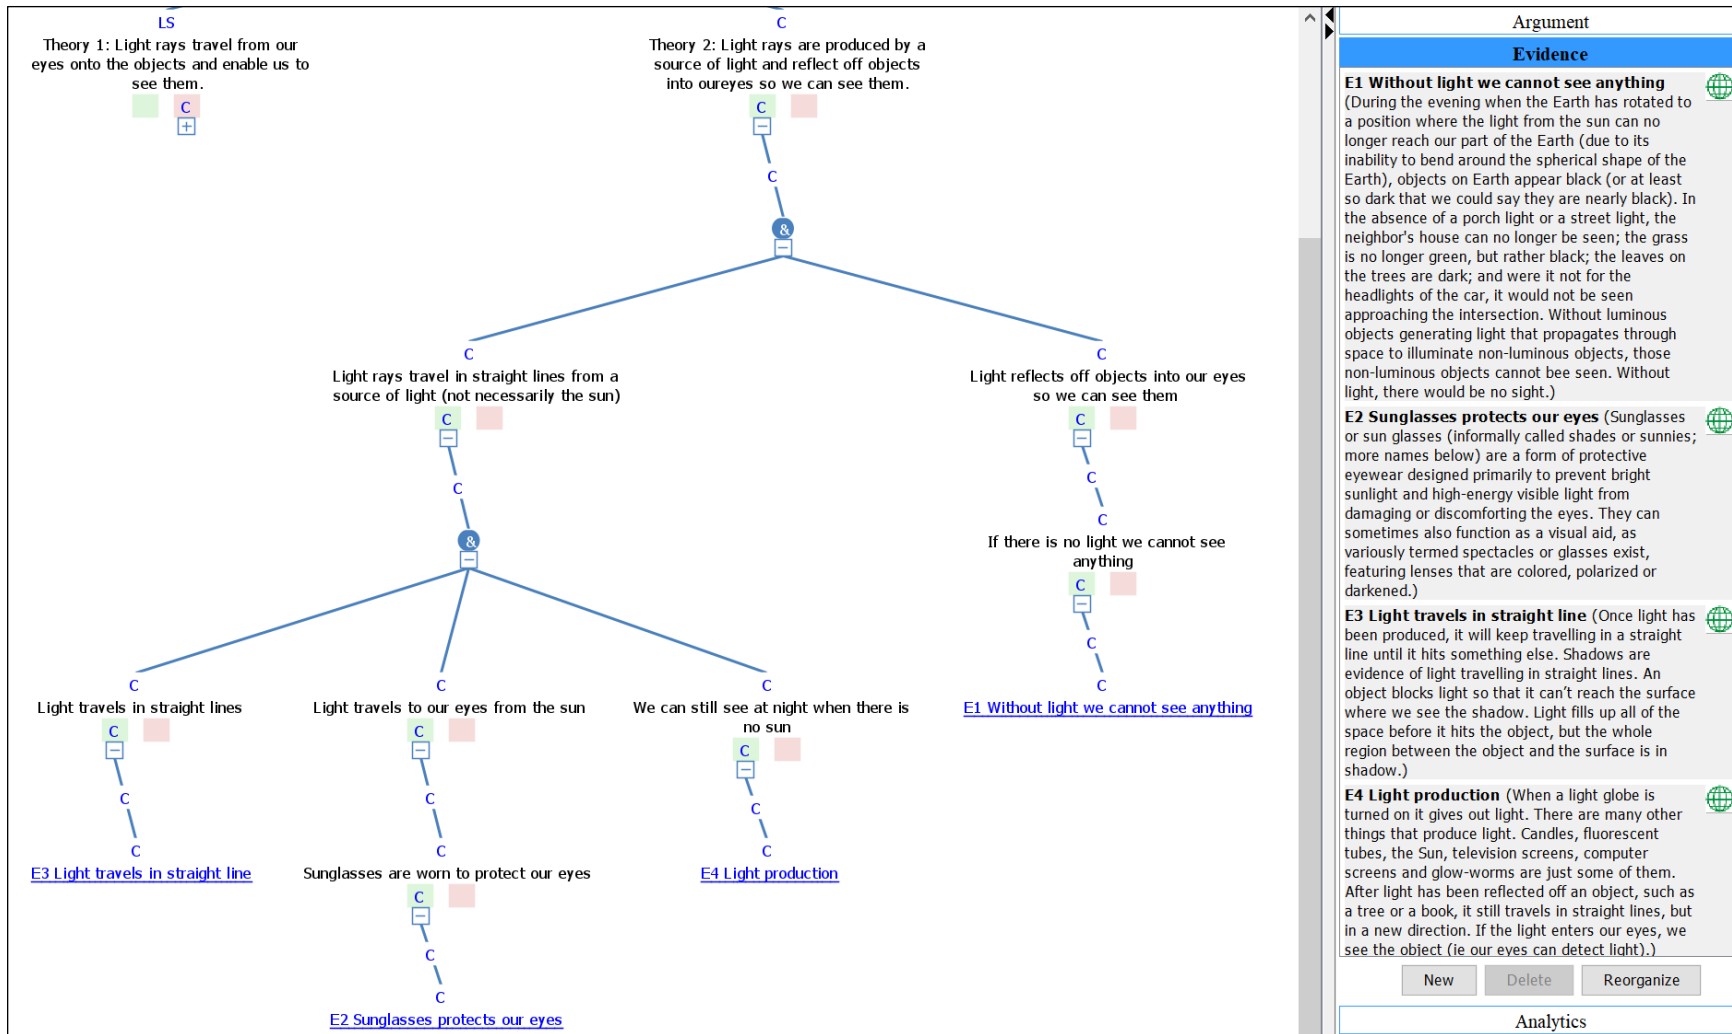 LS
Theory 1: Light rays travel from our
eyes onto the objects and enable us to
see them.
C
+
C
Theory 2: Light rays are produced by a
source of light and reflect off objects
into oureyes so we can see them.
C
−
C
&
−
C
Light rays travel in straight lines from a
source of light (not necessarily the sun)
C
−
C
&
−
C
Light reflects off objects into our eyes
so we can see them
C
−
C
C
If there is no light we cannot see
anything
C
−
C
C
E1 Without light we cannot see anything
C
Light travels in straight lines
C
−
C
C
E3 Light travels in straight line
C
Light travels to our eyes from the sun
C
−
C
C
Sunglasses are worn to protect our eyes
C
−
C
C
E2 Sunglasses protects our eyes
C
We can still see at night when there is
no sun
C
−
C
C
E4 Light production
Argument
Evidence
E1 Without light we cannot see anything
(During the evening when the Earth has rotated to
a position where the light from the sun can no
longer reach our part of the Earth (due to its
inability to bend around the spherical shape of the
Earth), objects on Earth appear black (or at least
so dark that we could say they are nearly black). In
the absence of a porch light or a street light, the
neighbor's house can no longer be seen; the grass
is no longer green, but rather black; the leaves on
the trees are dark; and were it not for the
headlights of the car, it would not be seen
approaching the intersection. Without luminous
objects generating light that propagates through
space to illuminate non-luminous objects, those
non-luminous objects cannot bee seen. Without
light, there would be no sight.)
E2 Sunglasses protects our eyes (Sunglasses
or sun glasses (informally called shades or sunnies;
more names below) are a form of protective
eyewear designed primarily to prevent bright
sunlight and high-energy visible light from
damaging or discomforting the eyes. They can
sometimes also function as a visual aid, as
variously termed spectacles or glasses exist,
featuring lenses that are colored, polarized or
darkened.)
E3 Light travels in straight line (Once light has
been produced, it will keep travelling in a straight
line until it hits something else. Shadows are
evidence of light travelling in straight lines. An
object blocks light so that it can't reach the surface
where we see the shadow. Light fills up all of the
space before it hits the object, but the whole
region between the object and the surface is in
shadow.)
E4 Light production (When a light globe is
turned on it gives out light. There are many other
things that produce light. Candles, fluorescent
tubes, the Sun, television screens, computer
screens and glow-worms are just some of them.
After light has been reflected off an object, such as
a tree or a book, it still travels in straight lines, but
in a new direction. If the light enters our eyes, we
see the object (ie our eyes can detect light).)
New
Delete
Reorganize
Analytics